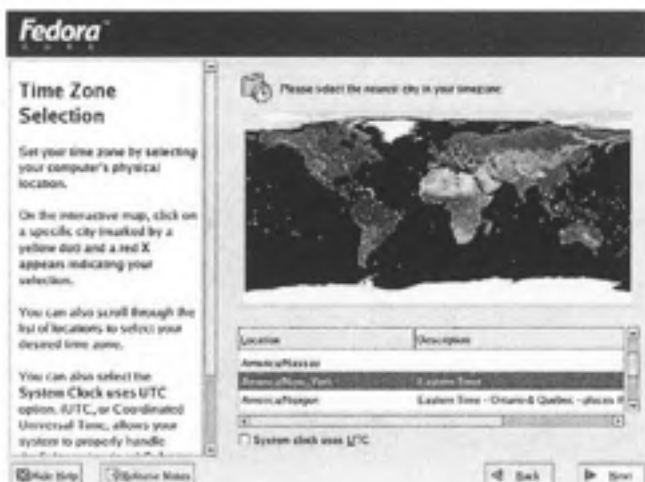 Fedora
CORE
Time Zone
Selection
Set your time zone by selecting
your computer's physical
location.
On the interactive map, click on
a specific city (marked by a
yellow dot) and a red X
appears indicating your
selection.
You can also scroll through the
list of locations to select your
desired time zone.
You can also select the
System Clock uses UTC
option. (UTC, or Coordinated
Universal Time, allows your
system to properly handle
Please select the nearest city in your timezone:
Location Description
America/Nassau
America/New_York Eastern Time
America/Nipigon Eastern Time - Ontario & Quebec - places
System clock uses UTC
Hide Help Release Notes Back Next